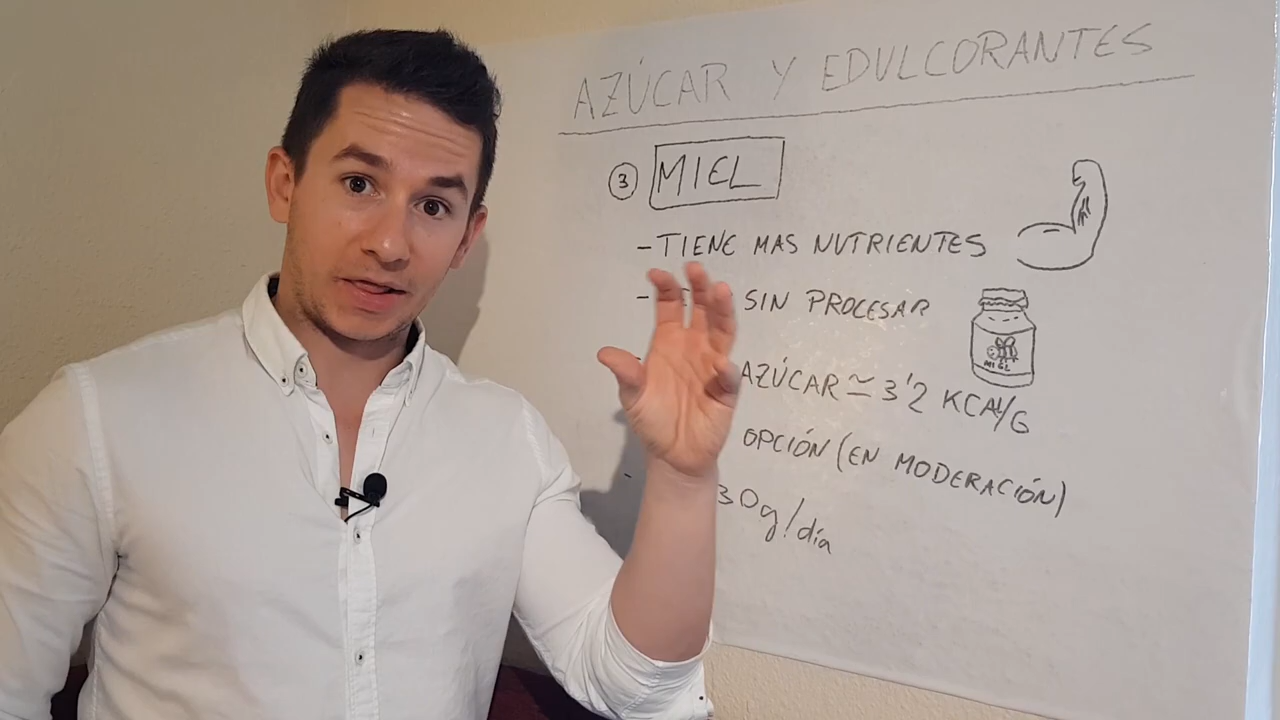 AZÚCAR Y EDULCORANTES
③ MIEL
-TIENE MAS NUTRIENTES
- SIN PROCESAR
MIEL
AZÚCAR ≃ 3'2 KCAL/G
OPCIÓN (EN MODERACIÓN)
- 30g/día